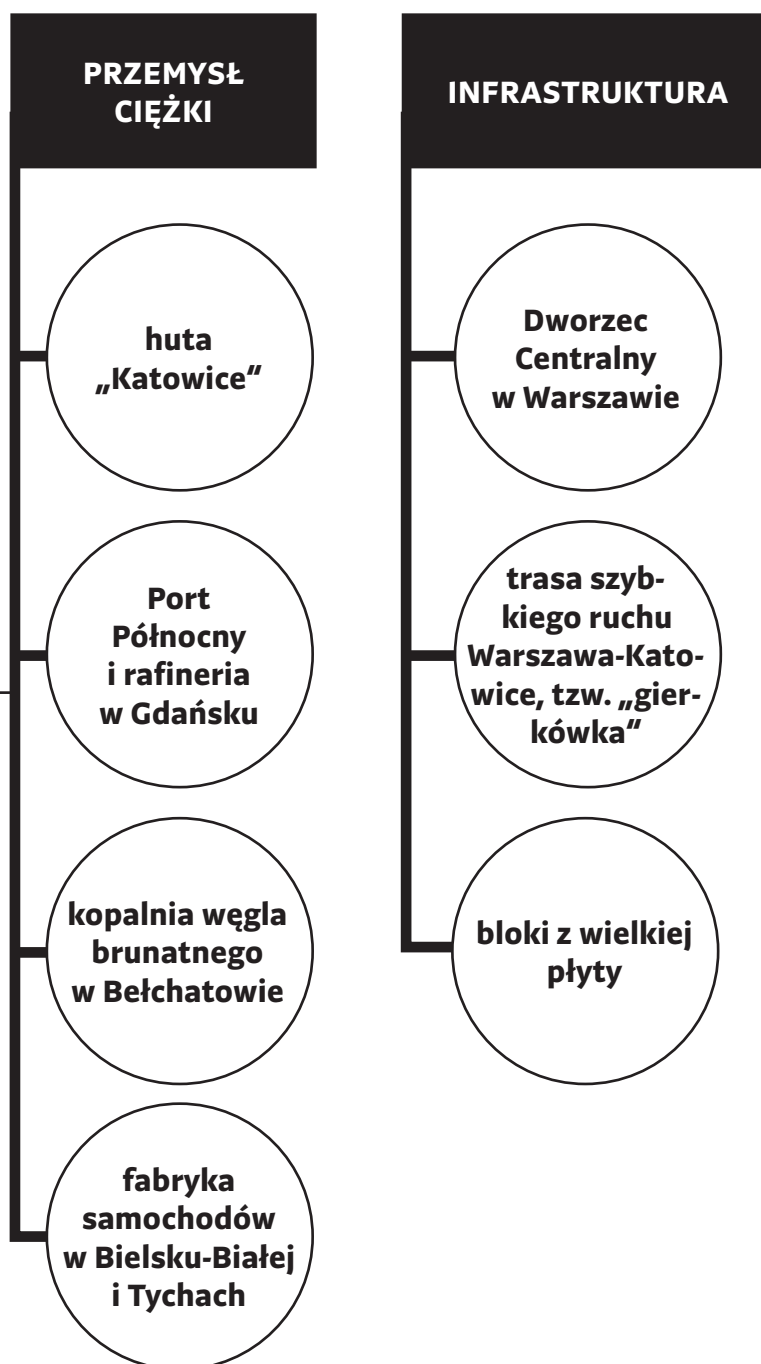 PRZEMYSŁ
CIĘŻKI
huta
„Katowice“
Port
Północny
i rafineria
w Gdańsku
kopalnia węgla
brunatnego
w Bełchatowie
fabryka
samochodów
w Bielsku-Białej
i Tychach
INFRASTRUKTURA
Dworzec
Centralny
w Warszawie
trasa szyb-
kiego ruchu
Warszawa-Kato-
wice, tzw. „gier-
kówka“
bloki z wielkiej
płyty